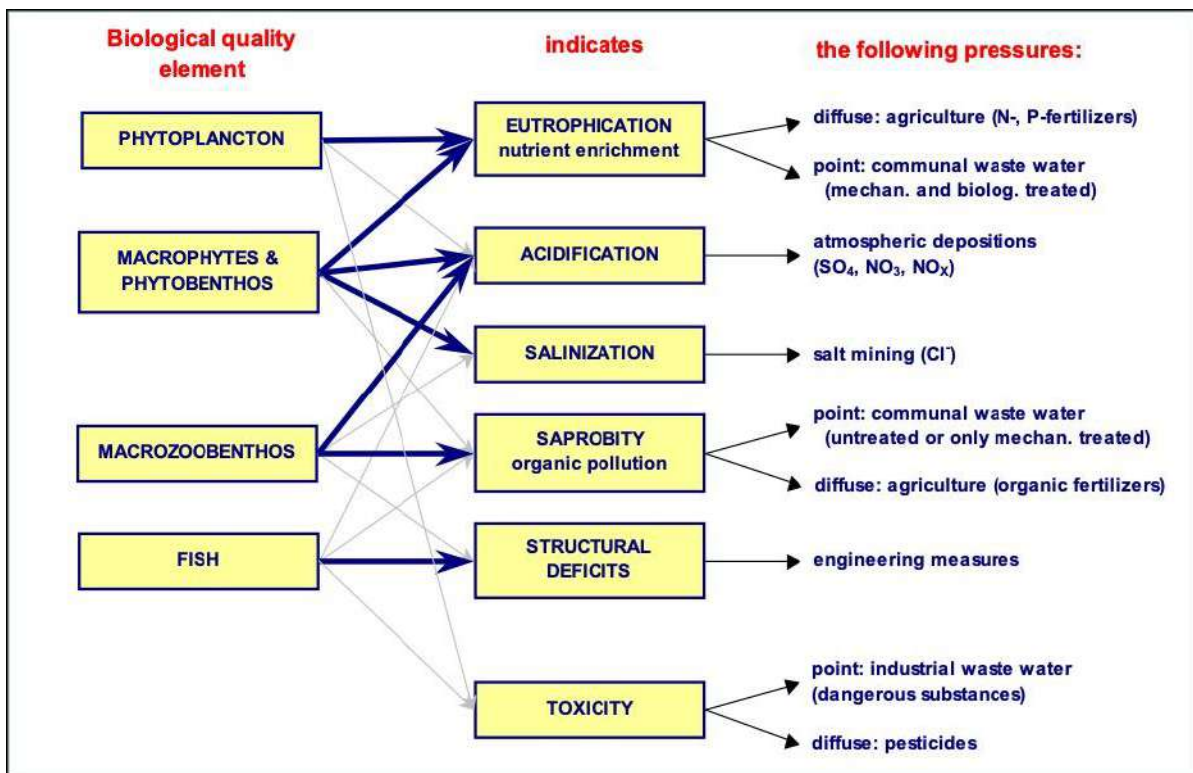 Biological quality
element
indicates
the following pressures:
PHYTOPLANCTON
MACROPHYTES &
PHYTOBENTHOS
MACROZOOBENTHOS
FISH
EUTROPHICATION
nutrient enrichment
ACIDIFICATION
SALINIZATION
SAPROBITY
organic pollution
STRUCTURAL
DEFICITS
TOXICITY
diffuse: agriculture (N-, P-fertilizers)
point: communal waste water
(mechan. and biolog. treated)
atmospheric depositions
(SO₄, NO₃, NOₓ)
salt mining (Cl⁻)
point: communal waste water
(untreated or only mechan. treated)
diffuse: agriculture (organic fertilizers)
engineering measures
point: industrial waste water
(dangerous substances)
diffuse: pesticides